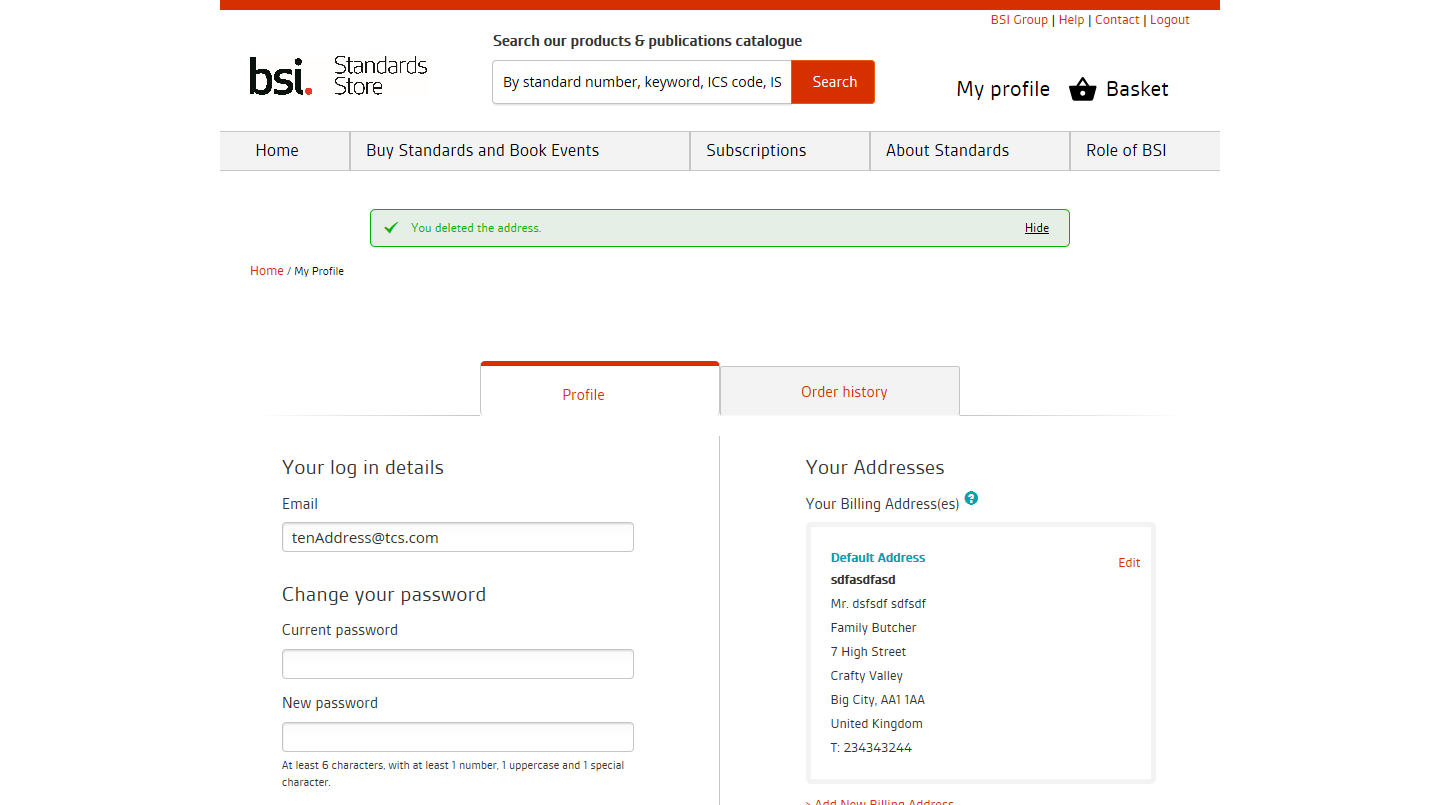 BSI Group | Help | Contact | Logout
Search our products & publications catalogue
bsi. Standards Store
By standard number, keyword, ICS code, IS
Search
My profile
Basket
Home
Buy Standards and Book Events
Subscriptions
About Standards
Role of BSI
You deleted the address.
Hide
Home / My Profile
Profile
Order history
Your log in details
Email
tenAddress@tcs.com
Change your password
Current password
New password
At least 6 characters, with at least 1 number, 1 uppercase and 1 special
character.
Your Addresses
Your Billing Address(es) ?
Default Address
Edit
sdfasdfasd
Mr. dsfsdf sdfsdf
Family Butcher
7 High Street
Crafty Valley
Big City, AA1 1AA
United Kingdom
T: 234343244
> Add New Billing Address